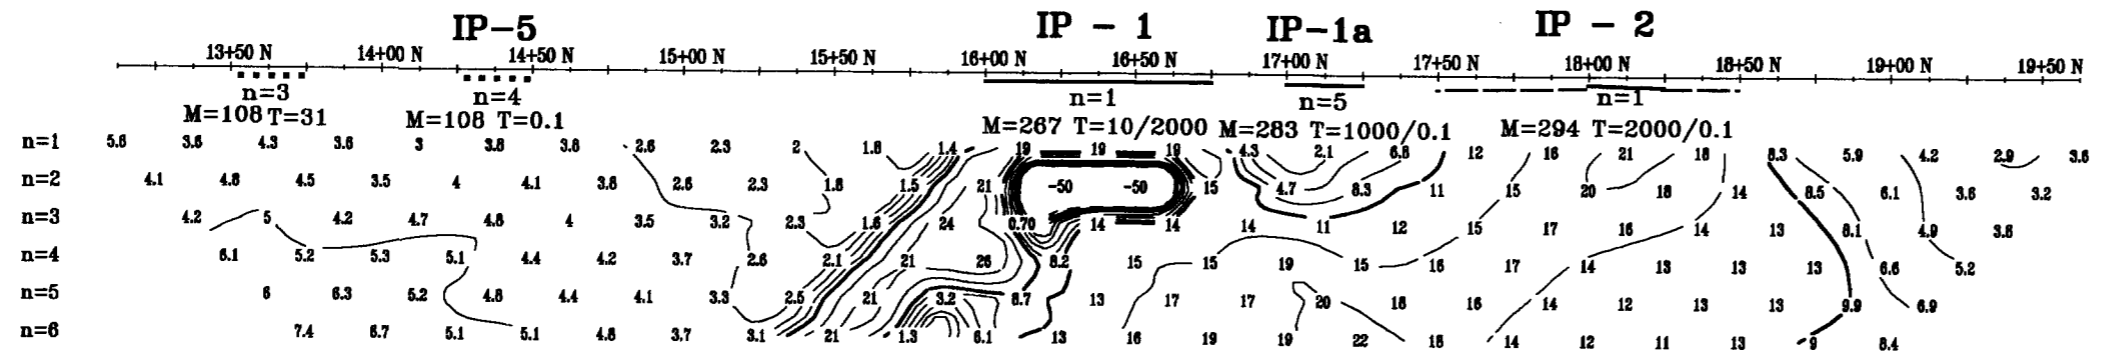 IP-5 IP - 1 IP-1a IP - 2
13+50 N 14+00 N 14+50 N 15+00 N 15+50 N 16+00 N 16+50 N 17+00 N 17+50 N 18+00 N 18+50 N 19+00 N 19+50 N
n=3 n=4 n=1 n=5 n=1
M=108 T=31 M=108 T=0.1 M=267 T=10/2000 M=283 T=1000/0.1 M=294 T=2000/0.1
n=1 5.6 3.6 4.3 3.6 3 3.8 3.8 2.6 2.3 2 1.8 1.4 19 19 19 4.3 2.1 6.8 12 16 21 18 8.3 5.9 4.2 2.9 3.6
n=2 4.1 4.8 4.5 3.5 4 4.1 3.8 2.6 2.3 1.8 1.5 21 -50 -50 15 4.7 8.3 11 15 20 18 14 8.5 6.1 3.6 3.2
n=3 4.2 5 4.2 4.7 4.8 4 3.5 3.2 2.3 1.6 24 0.70 14 14 14 11 12 15 17 16 14 13 8.1 4.9 3.8
n=4 6.1 5.2 5.3 5.1 4.4 4.2 3.7 2.6 2.1 21 26 8.2 15 15 19 15 16 17 14 13 13 13 6.6 5.2
n=5 6 6.3 5.2 4.8 4.4 4.1 3.3 2.5 21 3.2 8.7 13 17 17 20 18 16 14 12 13 13 9.9 6.9
n=6 7.4 6.7 5.1 5.1 4.8 3.7 3.1 21 1.3 6.1 13 16 19 19 22 18 14 12 11 13 9 8.4